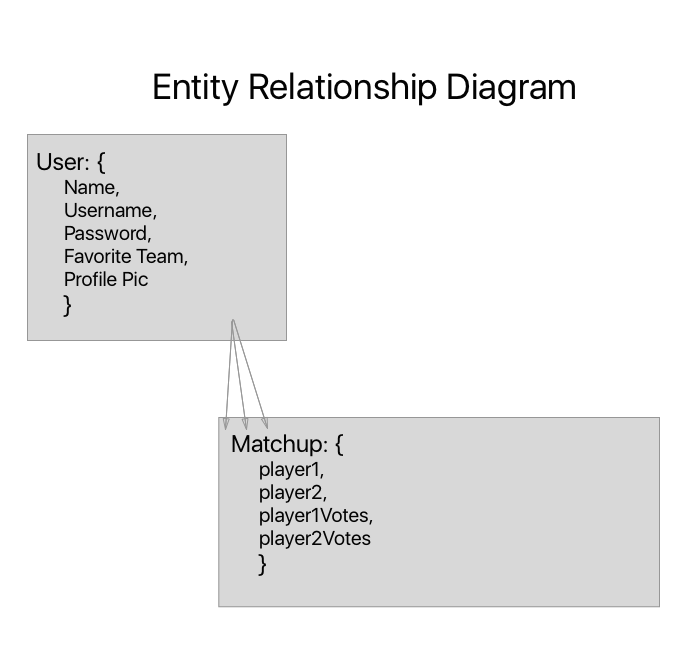 Entity Relationship Diagram
User: {
Name,
Username,
Password,
Favorite Team,
Profile Pic
}
Matchup: {
player1,
player2,
player1Votes,
player2Votes
}